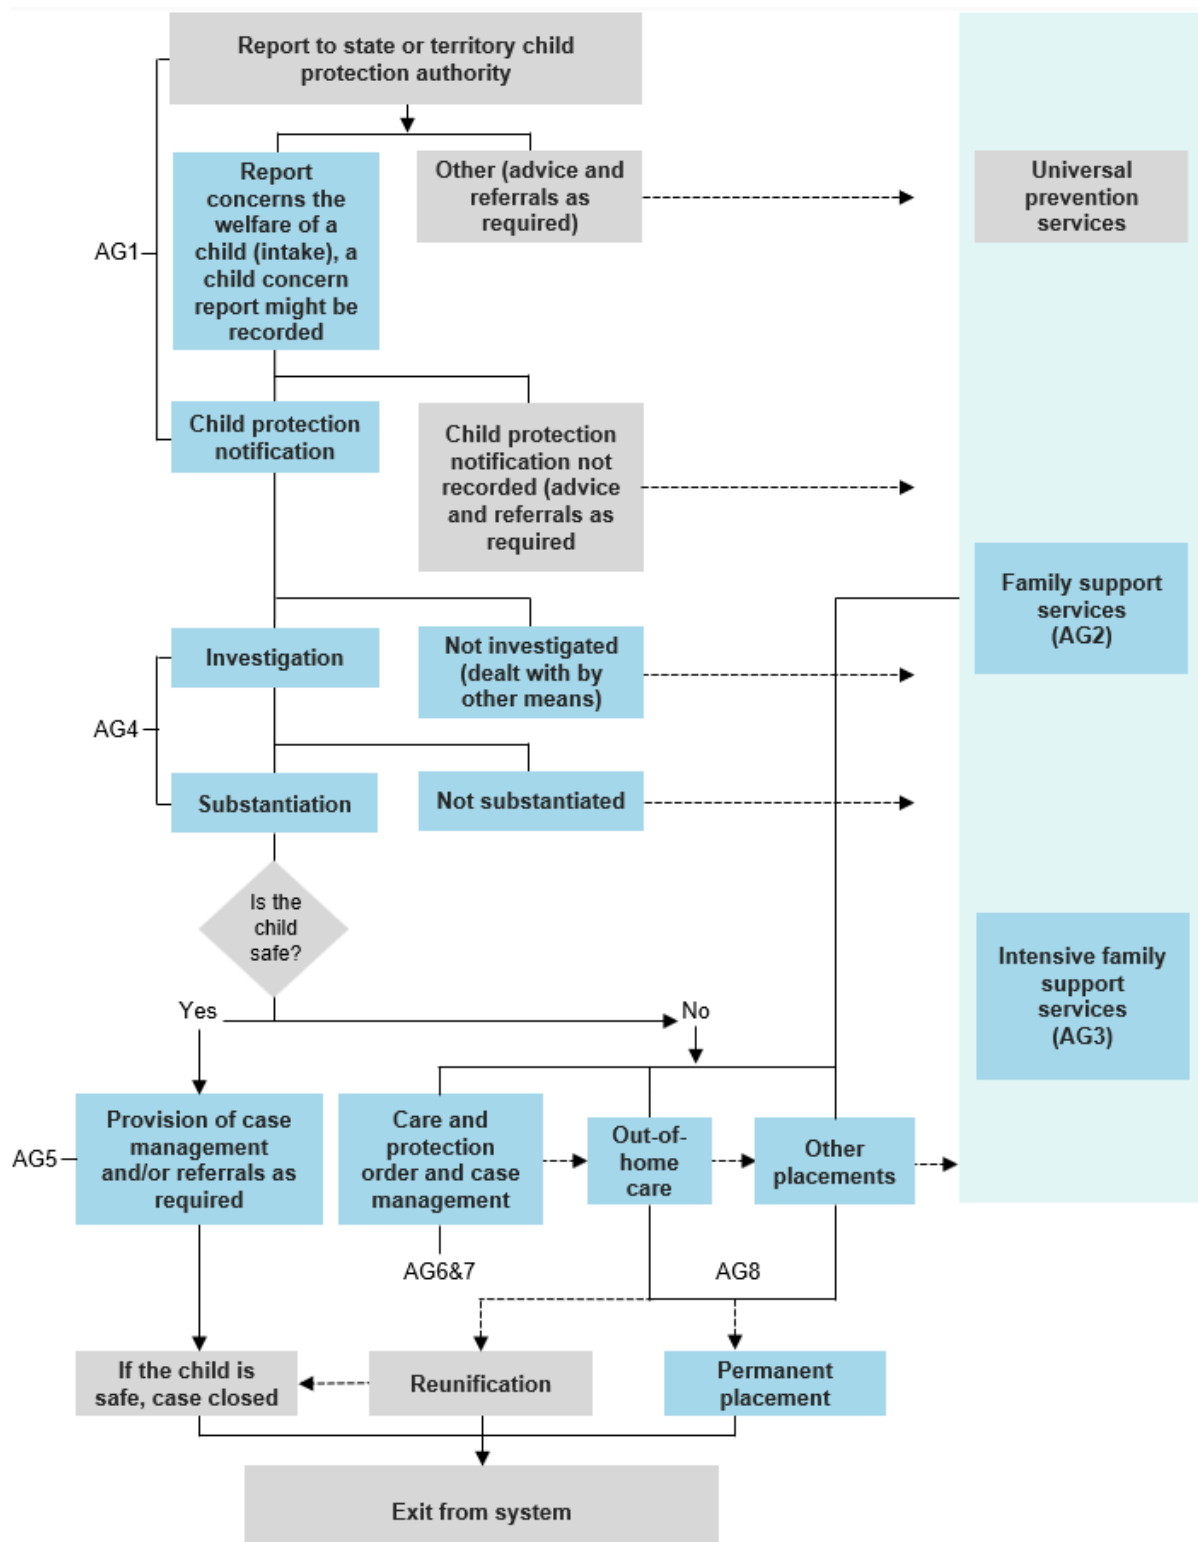 Report to state or territory child
protection authority
Report
concerns the
welfare of a
child (intake), a
child concern
report might be
recorded
Other (advice and
referrals as
required)
Universal
prevention
services
AG1
Child protection
notification
Child protection
notification not
recorded (advice
and referrals as
required
Family support
services
(AG2)
Investigation
Not investigated
(dealt with by
other means)
AG4
Substantiation
Not substantiated
Is the
child
safe?
Intensive family
support
services
(AG3)
Yes
No
AG5
Provision of case
management
and/or referrals as
required
Care and
protection
order and case
management
Out-of-
home
care
Other
placements
AG6&7
AG8
If the child is
safe, case closed
Reunification
Permanent
placement
Exit from system